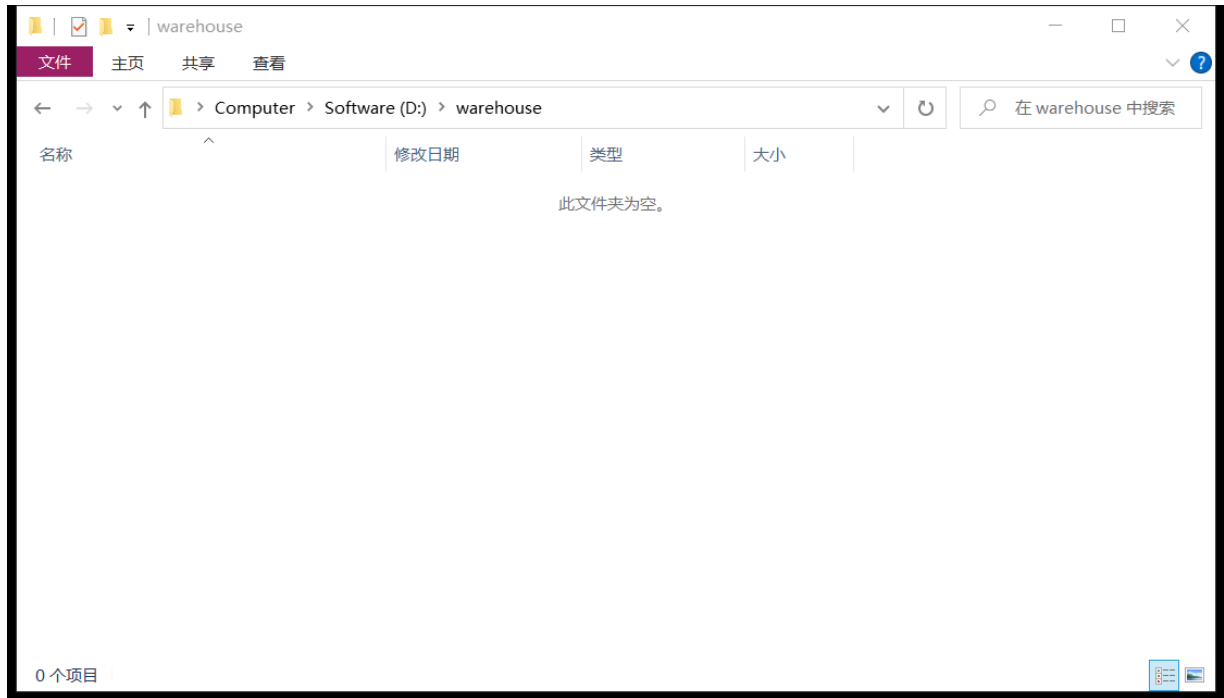 warehouse
文件 主页 共享 查看
Computer Software (D:) warehouse 在 warehouse 中搜索
名称 修改日期 类型 大小
此文件夹为空。
0 个项目